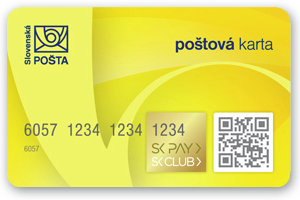 Slovenská
POŠTA
poštová karta
6057 1234 1234 1234
6057
SK PAY
SK CLUB